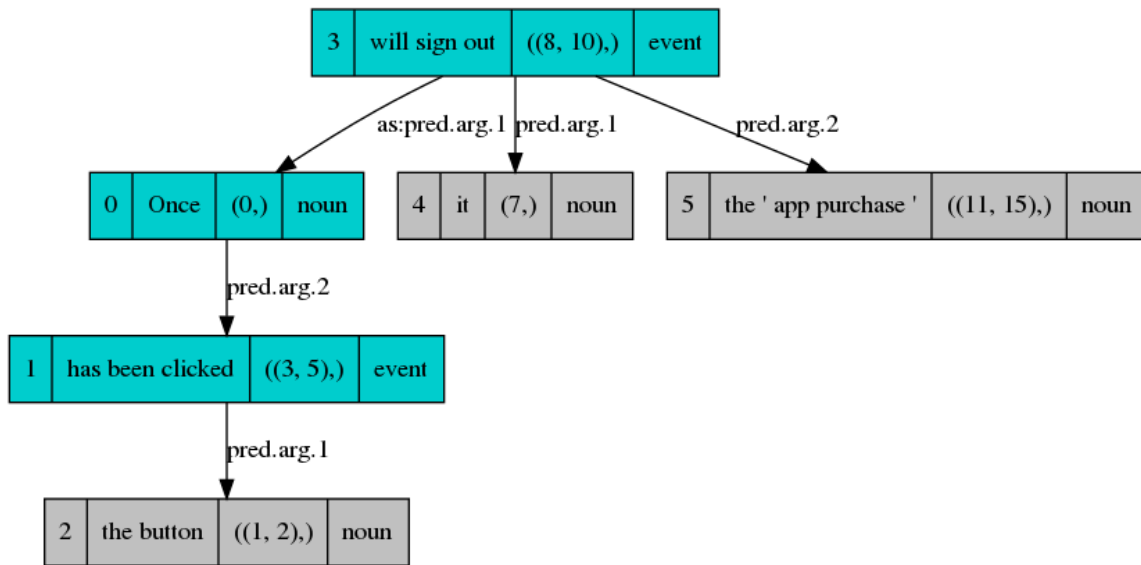 3 will sign out ((8, 10),) event
as:pred.arg.1 pred.arg.1 pred.arg.2
0 Once (0,) noun 4 it (7,) noun 5 the ' app purchase ' ((11, 15),) noun
pred.arg.2
1 has been clicked ((3, 5),) event
pred.arg.1
2 the button ((1, 2),) noun